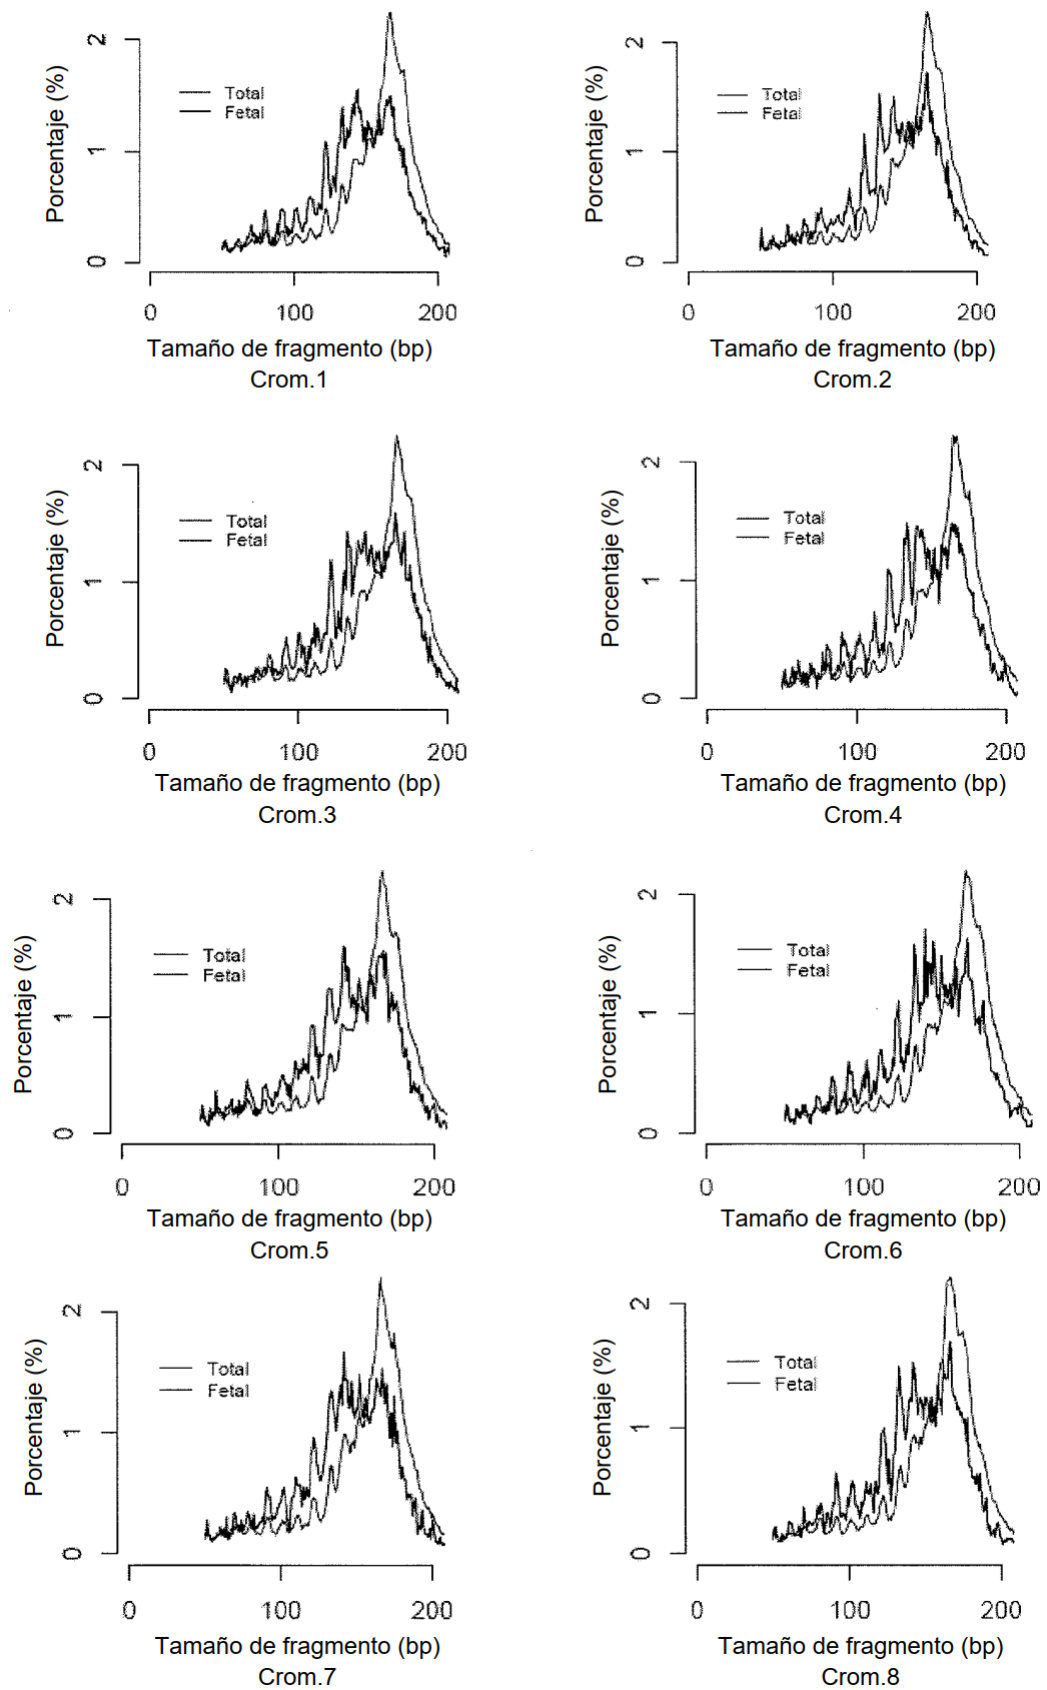 Porcentaje (%)
2
1
0
Total
Fetal
0 100 200
Tamaño de fragmento (bp)
Crom.1
Porcentaje (%)
2
1
0
Total
Fetal
0 100 200
Tamaño de fragmento (bp)
Crom.2
Porcentaje (%)
2
1
0
Total
Fetal
0 100 200
Tamaño de fragmento (bp)
Crom.3
Porcentaje (%)
2
1
0
Total
Fetal
0 100 200
Tamaño de fragmento (bp)
Crom.4
Porcentaje (%)
2
1
0
Total
Fetal
0 100 200
Tamaño de fragmento (bp)
Crom.5
Porcentaje (%)
2
1
0
Total
Fetal
0 100 200
Tamaño de fragmento (bp)
Crom.6
Porcentaje (%)
2
1
0
Total
Fetal
0 100 200
Tamaño de fragmento (bp)
Crom.7
Porcentaje (%)
2
1
0
Total
Fetal
0 100 200
Tamaño de fragmento (bp)
Crom.8